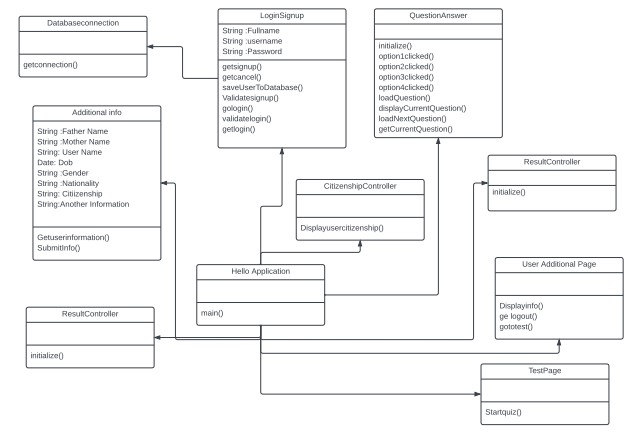 Databaseconnection
getconnection()
LoginSignup
String :Fullname
String :username
String :Password
getsignup()
getcancel()
saveUserToDatabase()
Validatesignup()
gologin()
validatelogin()
getlogin()
QuestionAnswer
initialize()
option1clicked()
option2clicked()
option3clicked()
option4clicked()
loadQuestion()
displayCurrentQuestion()
loadNextQuestion()
getCurrentQuestion()
Additional info
String :Father Name
String :Mother Name
String: User Name
Date: Dob
String :Gender
String :Nationality
String: Citiizenship
String:Another Information
Getuserinformation()
SubmitInfo()
CitizenshipController
Displayusercitizenship()
ResultController
initialize()
Hello Application
main()
User Additional Page
Displayinfo()
ge logout()
gototest()
ResultController
initialize()
TestPage
Startquiz()